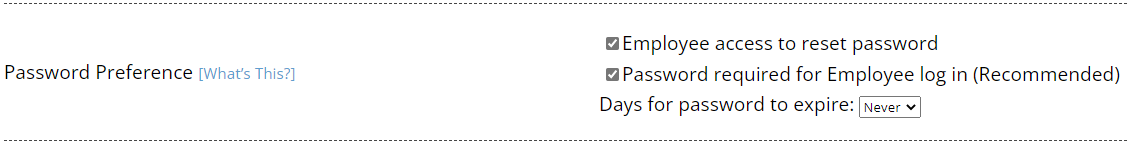 Employee access to reset password
Password Preference [What's This?]
Password required for Employee log in (Recommended)
Days for password to expire: Never